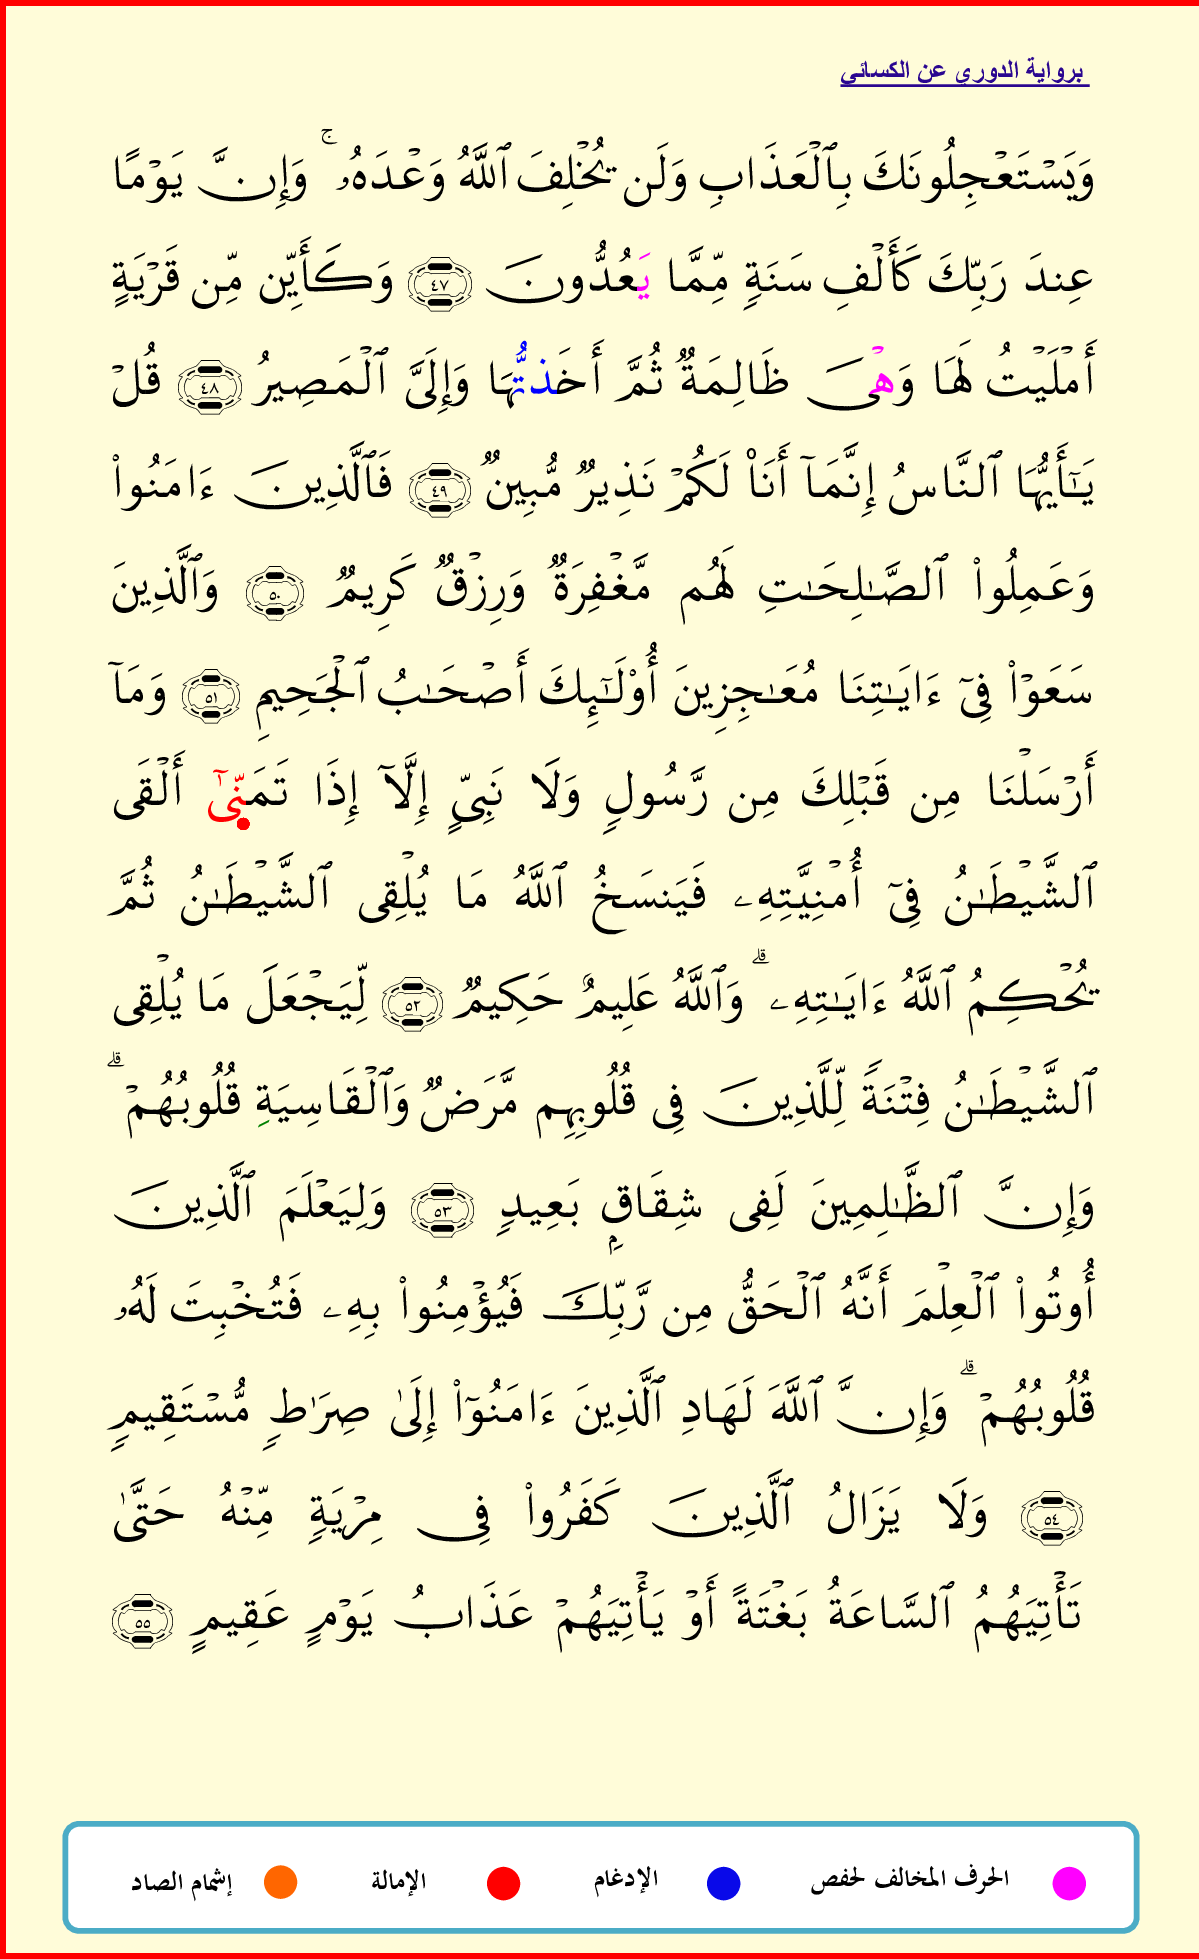 برواية الدوري عن الكسائي
وَيَسۡتَعۡجِلُونَكَ بِٱلۡعَذَابِ وَلَن يُخۡلِفَ ٱللَّهُ وَعۡدَهُۥۚ وَإِنَّ يَوۡمًا
عِندَ رَبِّكَ كَأَلۡفِ سَنَةٖ مِّمَّا يَعُدُّونَ ٤٧ وَكَأَيِّن مِّن قَرۡيَةٍ
أَمۡلَيۡتُ لَهَا وَهۡيَ ظَالِمَةٞ ثُمَّ أَخَذتُّهَا وَإِلَيَّ ٱلۡمَصِيرُ ٤٨ قُلۡ
يَٰٓأَيُّهَا ٱلنَّاسُ إِنَّمَآ أَنَا۠ لَكُمۡ نَذِيرٞ مُّبِينٞ ٤٩ فَٱلَّذِينَ ءَامَنُواْ
وَعَمِلُواْ ٱلصَّٰلِحَٰتِ لَهُم مَّغۡفِرَةٞ وَرِزۡقٞ كَرِيمٞ ٥٠ وَٱلَّذِينَ
سَعَوۡاْ فِيٓ ءَايَٰتِنَا مُعَٰجِزِينَ أُوْلَٰٓئِكَ أَصۡحَٰبُ ٱلۡجَحِيمِ ٥١ وَمَآ
أَرۡسَلۡنَا مِن قَبۡلِكَ مِن رَّسُولٖ وَلَا نَبِيٍّ إِلَّآ إِذَا تَمَنّٜىٰٓ أَلۡقَى
ٱلشَّيۡطَٰنُ فِيٓ أُمۡنِيَّتِهِۦ فَيَنسَخُ ٱللَّهُ مَا يُلۡقِي ٱلشَّيۡطَٰنُ ثُمَّ
يُحۡكِمُ ٱللَّهُ ءَايَٰتِهِۦۗ وَٱللَّهُ عَلِيمٌ حَكِيمٞ ٥٢ لِّيَجۡعَلَ مَا يُلۡقِي
ٱلشَّيۡطَٰنُ فِتۡنَةٗ لِّلَّذِينَ فِي قُلُوبِهِم مَّرَضٞ وَٱلۡقَاسِيَةِ قُلُوبُهُمۡۗ
وَإِنَّ ٱلظَّٰلِمِينَ لَفِي شِقَاقِۭ بَعِيدٖ ٥٣ وَلِيَعۡلَمَ ٱلَّذِينَ
أُوتُواْ ٱلۡعِلۡمَ أَنَّهُ ٱلۡحَقُّ مِن رَّبِّكَ فَيُؤۡمِنُواْ بِهِۦ فَتُخۡبِتَ لَهُۥ
قُلُوبُهُمۡۗ وَإِنَّ ٱللَّهَ لَهَادِ ٱلَّذِينَ ءَامَنُوٓاْ إِلَىٰ صِرَٰطٖ مُّسۡتَقِيمٖ
٥٤ وَلَا يَزَالُ ٱلَّذِينَ كَفَرُواْ فِي مِرۡيَةٖ مِّنۡهُ حَتَّىٰ
تَأۡتِيَهُمُ ٱلسَّاعَةُ بَغۡتَةً أَوۡ يَأۡتِيَهُمۡ عَذَابُ يَوۡمٍ عَقِيمٍ ٥٥
الحرف المخالف لحفص الإدغام الإمالة إشمام الصاد